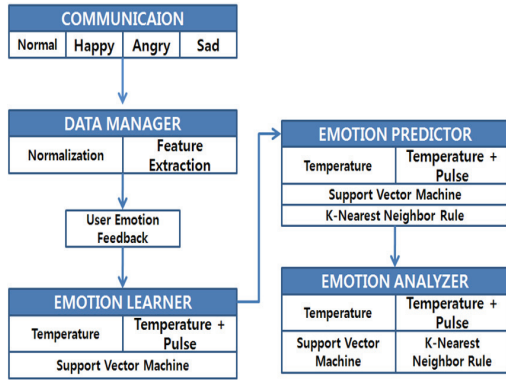 COMMUNICAION
Normal Happy Angry Sad
DATA MANAGER
Normalization Feature
Extraction
User Emotion
Feedback
EMOTION LEARNER
Temperature Temperature +
Pulse
Support Vector Machine
EMOTION PREDICTOR
Temperature Temperature +
Pulse
Support Vector Machine
K-Nearest Neighbor Rule
EMOTION ANALYZER
Temperature Temperature +
Pulse
Support Vector K-Nearest
Machine Neighbor Rule